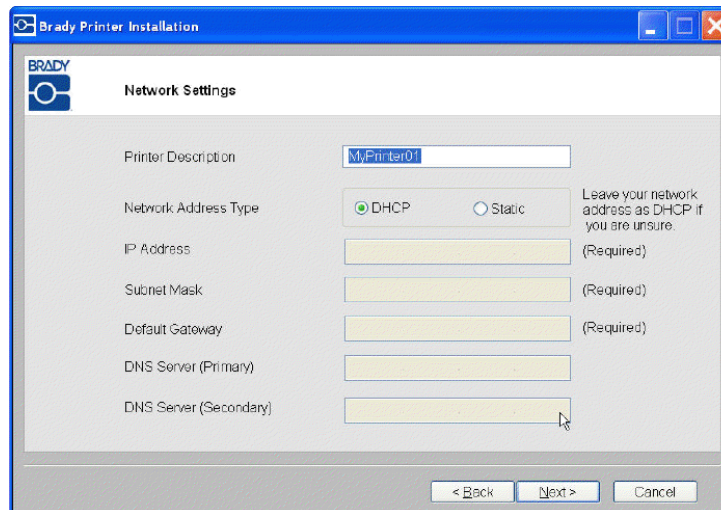 Brady Printer Installation
BRADY
Network Settings
Printer Description MyPrinter01
Network Address Type DHCP Static
Leave your network
address as DHCP if
you are unsure.
IP Address (Required)
Subnet Mask (Required)
Default Gateway (Required)
DNS Server (Primary)
DNS Server (Secondary)
< Back Next > Cancel